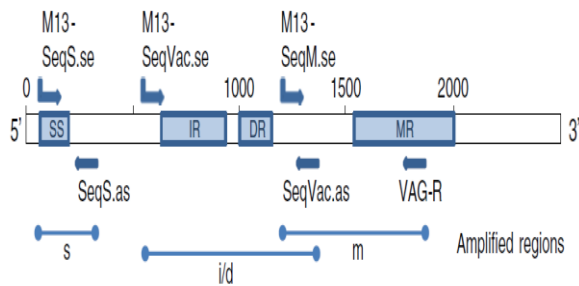 M13- M13- M13-
SeqS.se SeqVac.se SeqM.se
0 1000 1500 2000
5' SS IR DR MR 3'
SeqS.as SeqVac.as VAG-R
s i/d m Amplified regions